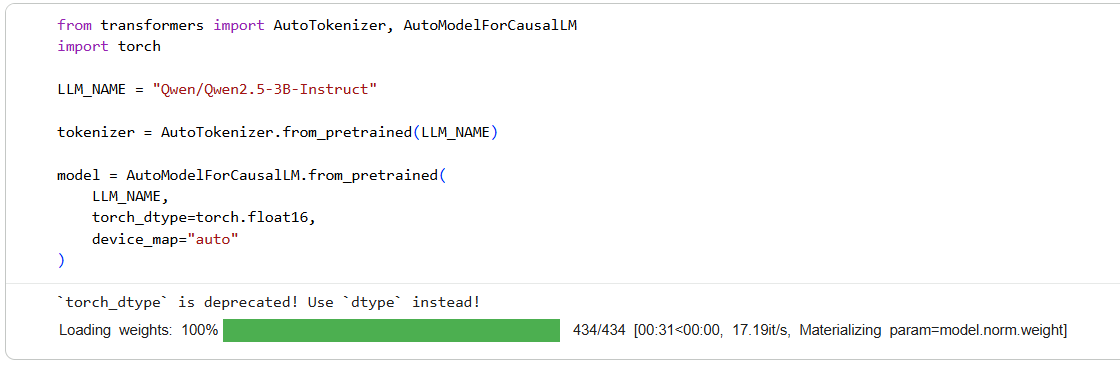 from transformers import AutoTokenizer, AutoModelForCausalLM
import torch
LLM_NAME = "Qwen/Qwen2.5-3B-Instruct"
tokenizer = AutoTokenizer.from_pretrained(LLM_NAME)
model = AutoModelForCausalLM.from_pretrained(
    LLM_NAME,
    torch_dtype=torch.float16,
    device_map="auto"
)
`torch_dtype` is deprecated! Use `dtype` instead!
Loading weights: 100% 434/434 [00:31<00:00, 17.19it/s, Materializing param=model.norm.weight]